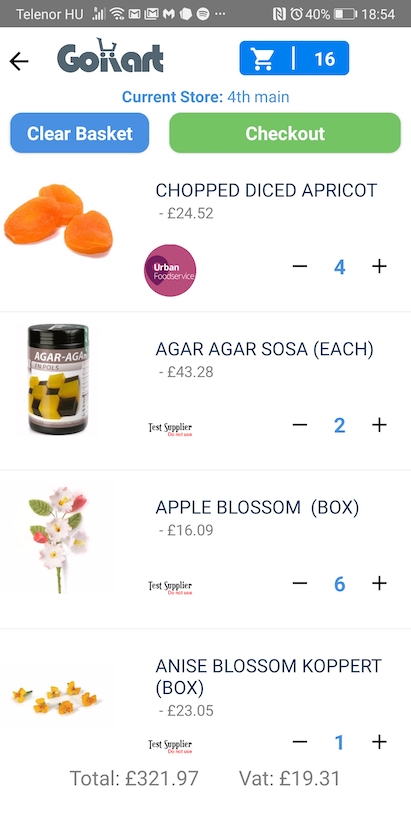 Telenor HU 40% 18:54
GoKart
16
Current Store: 4th main
Clear Basket
Checkout
CHOPPED DICED APRICOT
- £24.52
Urban
Foodservice
4
AGAR-AGA
EN POLS
AGAR AGAR SOSA (EACH)
- £43.28
Test Supplier
Do not use
2
APPLE BLOSSOM (BOX)
- £16.09
Test Supplier
Do not use
6
ANISE BLOSSOM KOPPERT
(BOX)
- £23.05
Test Supplier
Do not use
1
Total: £321.97 Vat: £19.31